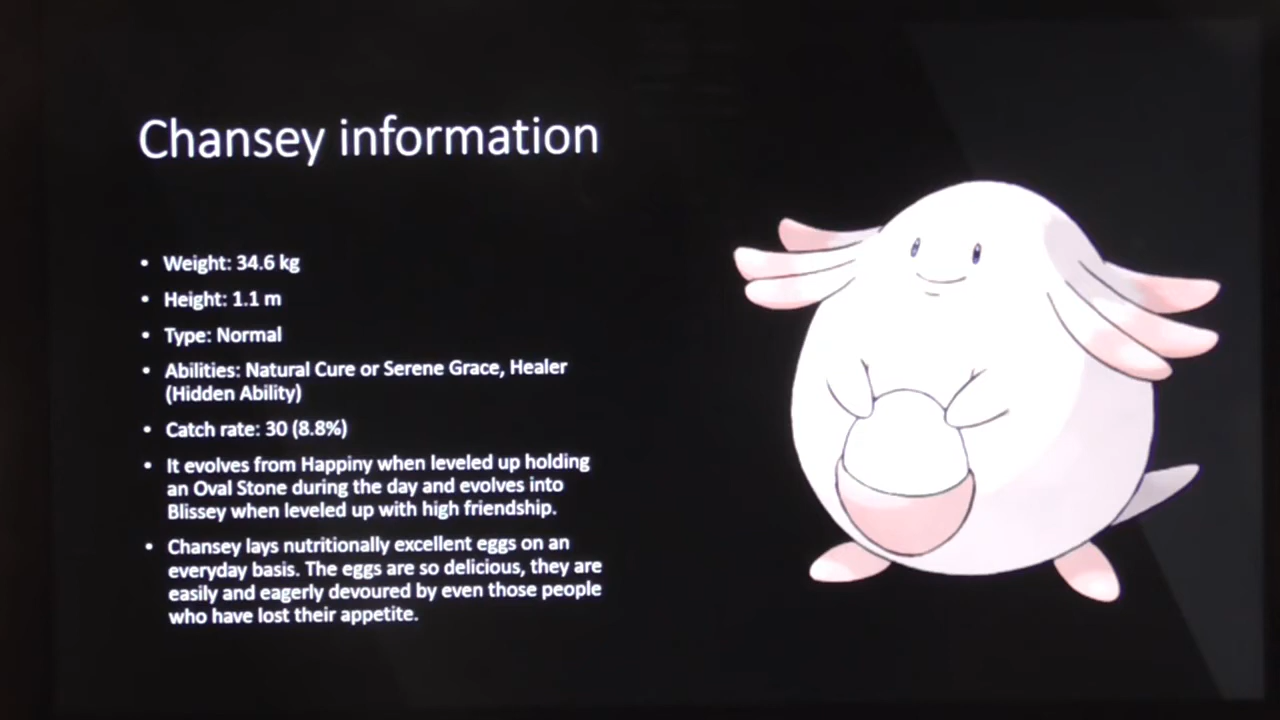 Chansey information
• Weight: 34.6 kg
• Height: 1.1 m
• Type: Normal
• Abilities: Natural Cure or Serene Grace, Healer
(Hidden Ability)
• Catch rate: 30 (8.8%)
• It evolves from Happiny when leveled up holding
an Oval Stone during the day and evolves into
Blissey when leveled up with high friendship.
• Chansey lays nutritionally excellent eggs on an
everyday basis. The eggs are so delicious, they are
easily and eagerly devoured by even those people
who have lost their appetite.